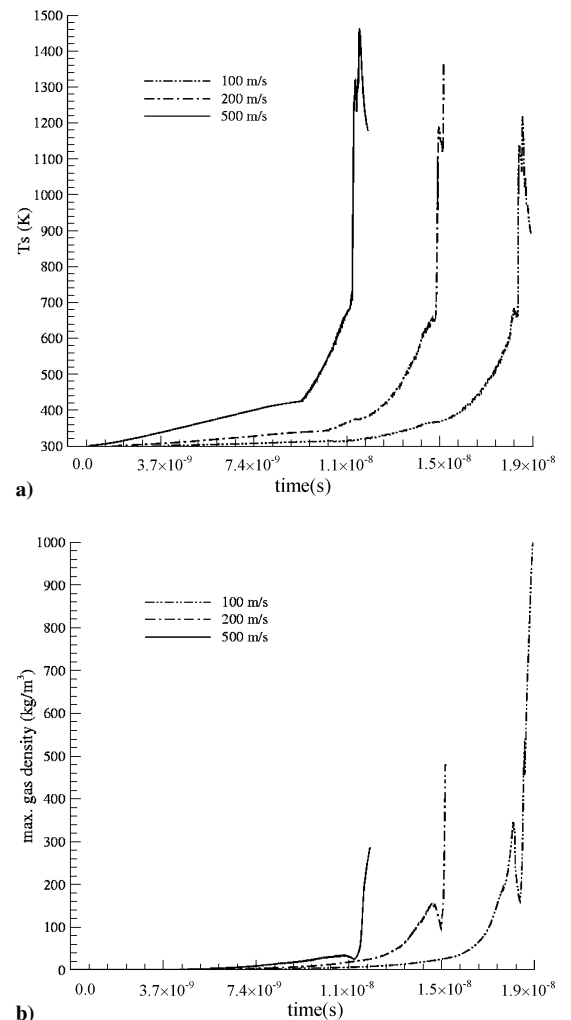 1500
1400
1300
1200
1100
1000
900
800
700
600
500
400
300
Ts (K)
100 m/s
200 m/s
500 m/s
0.0 3.7×10⁻⁹ 7.4×10⁻⁹ 1.1×10⁻⁸ 1.5×10⁻⁸ 1.9×10⁻⁸
time(s)
a)
1000
900
800
700
600
500
400
300
200
100
0
max. gas density (kg/m³)
100 m/s
200 m/s
500 m/s
0.0 3.7×10⁻⁹ 7.4×10⁻⁹ 1.1×10⁻⁸ 1.5×10⁻⁸ 1.9×10⁻⁸
time(s)
b)